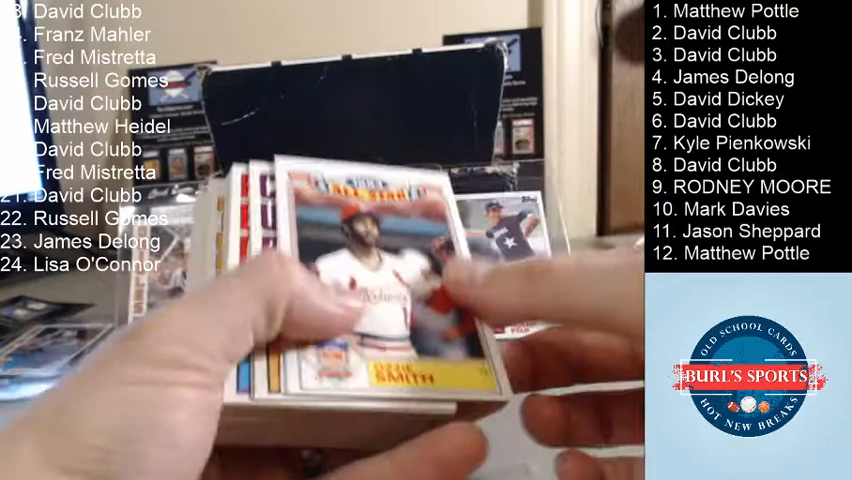 David Clubb
Franz Mahler
Fred Mistretta
Russell Gomes
David Clubb
Matthew Heidel
David Clubb
Fred Mistretta
21. David Clubb
22. Russell Gomes
23. James Delong
24. Lisa O'Connor
ALL-STAR
OZZIE
SMITH
Topps
1. Matthew Pottle
2. David Clubb
3. David Clubb
4. James Delong
5. David Dickey
6. David Clubb
7. Kyle Pienkowski
8. David Clubb
9. RODNEY MOORE
10. Mark Davies
11. Jason Sheppard
12. Matthew Pottle
OLD SCHOOL CARDS
BURL'S SPORTS
HOT NEW BREAKS